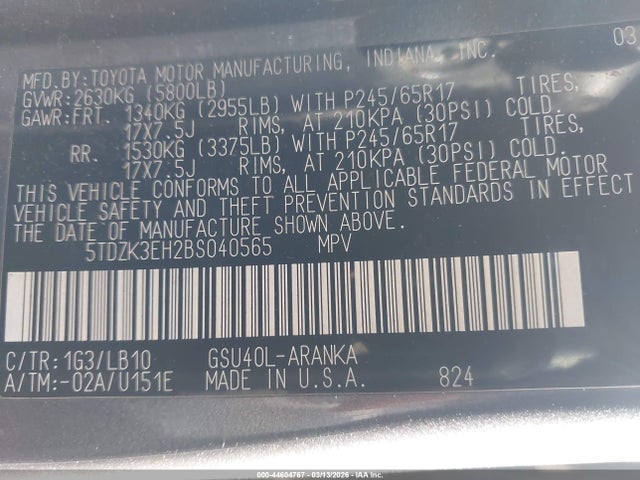 MFD.BY:TOYOTA MOTOR MANUFACTURING, INDIANA, INC. 03
GVWR:2630KG (5800LB)
GAWR:FRT. 1340KG (2955LB) WITH P245/65R17 TIRES,
17X7.5J RIMS, AT 210KPA (30PSI) COLD.
RR. 1530KG (3375LB) WITH P245/65R17 TIRES,
17X7.5J RIMS, AT 210KPA (30PSI) COLD.
THIS VEHICLE CONFORMS TO ALL APPLICABLE FEDERAL MOTOR
VEHICLE SAFETY AND THEFT PREVENTION STANDARDS IN EFFECT
THE DATE OF MANUFACTURE SHOWN ABOVE.
5TDZK3EH2BS040565 MPV
C/TR:1G3/LB10 GSU40L-ARANKA
A/TM:-02A/U151E MADE IN U.S.A. 824
000-44604767 - 03/13/2026 - IAA Inc.